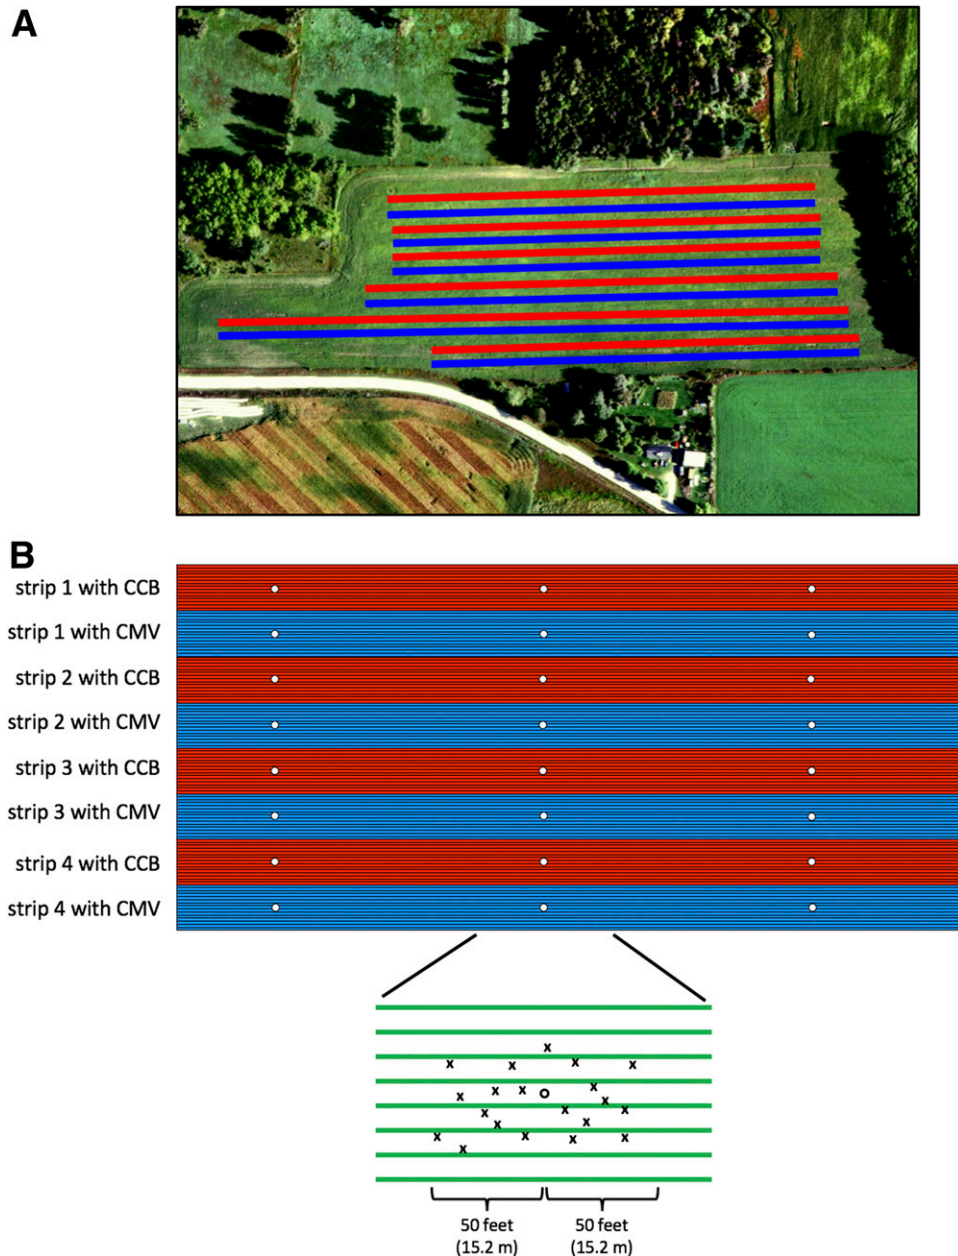 A
B
strip 1 with CCB
strip 1 with CMV
strip 2 with CCB
strip 2 with CMV
strip 3 with CCB
strip 3 with CMV
strip 4 with CCB
strip 4 with CMV
50 feet 50 feet
(15.2 m) (15.2 m)